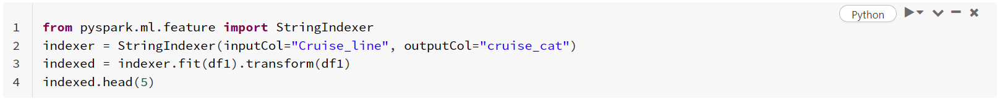 Python
1 from pyspark.ml.feature import StringIndexer
2 indexer = StringIndexer(inputCol="Cruise_line", outputCol="cruise_cat")
3 indexed = indexer.fit(df1).transform(df1)
4 indexed.head(5)